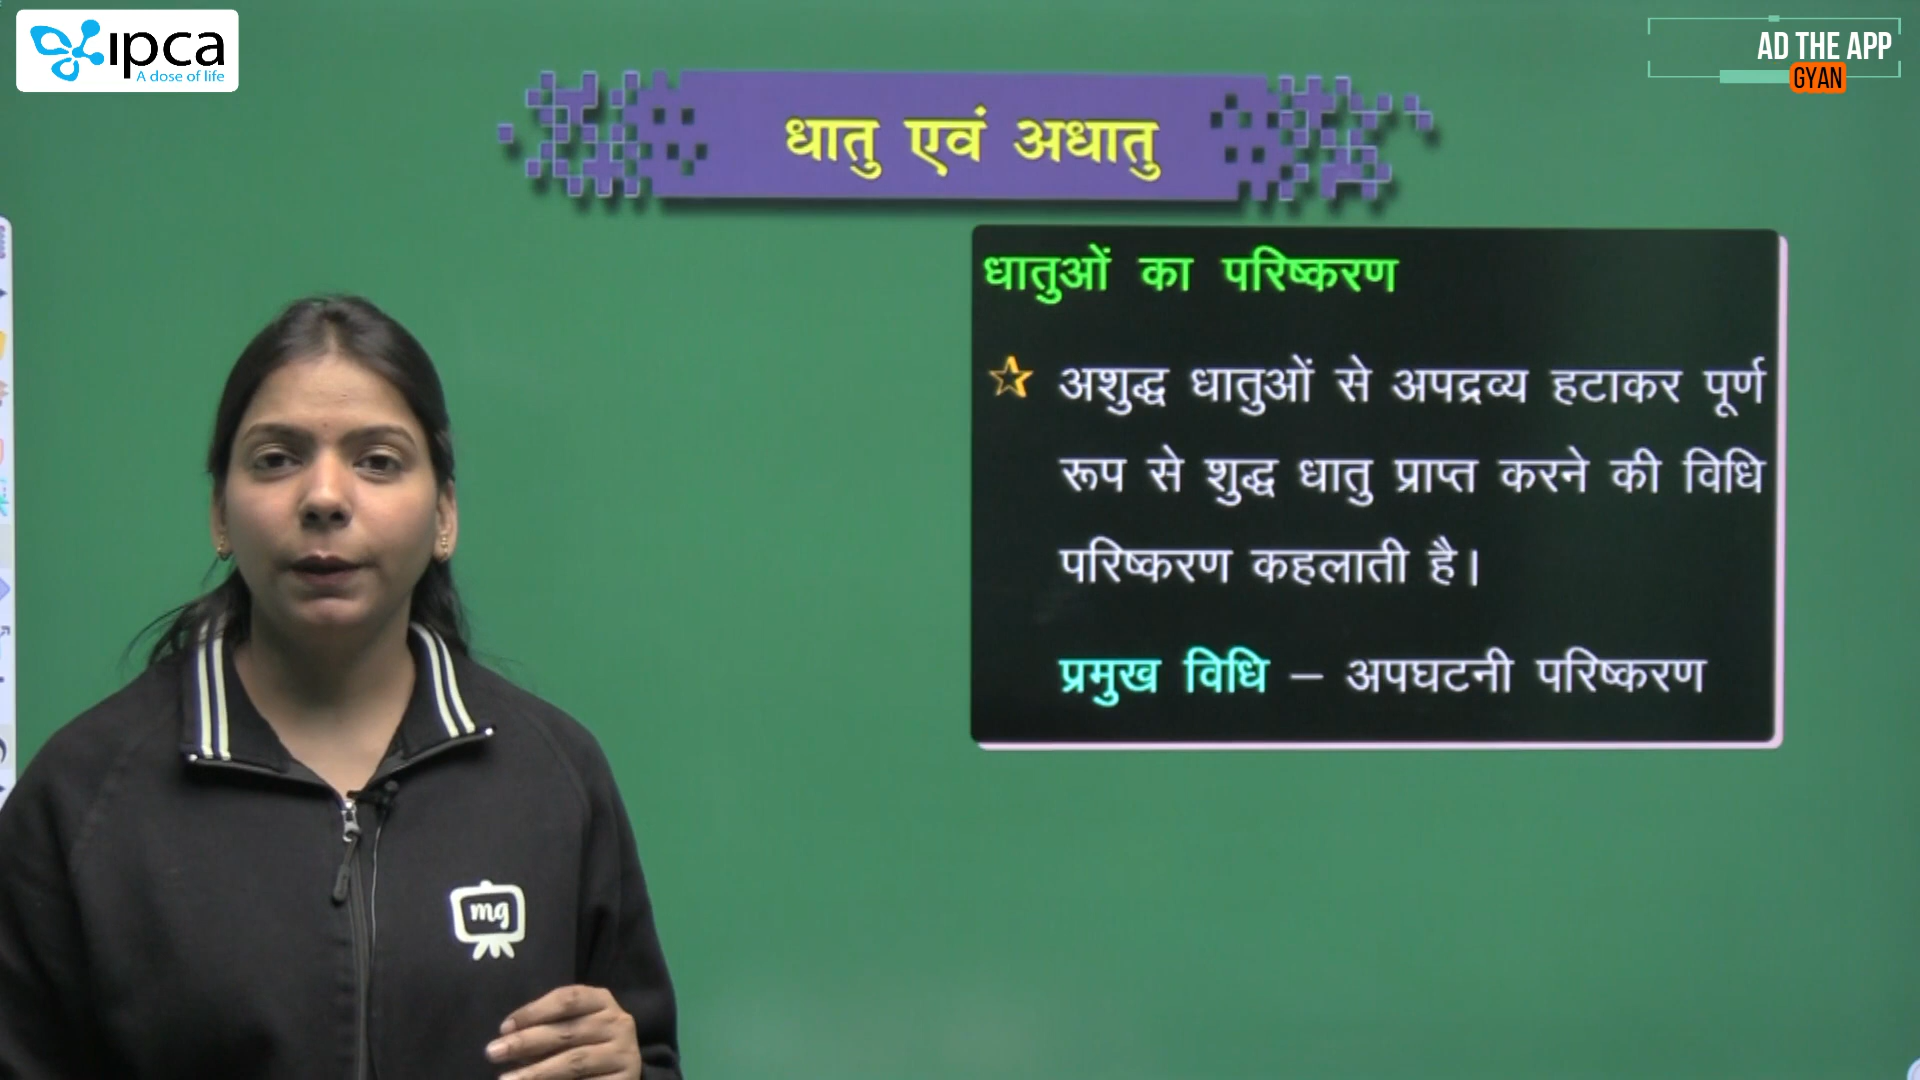 ipca
A dose of life
AD THE APP
GYAN
धातु एवं अधातु
धातुओं का परिष्करण
अशुद्ध धातुओं से अपद्रव्य हटाकर पूर्ण
रूप से शुद्ध धातु प्राप्त करने की विधि
परिष्करण कहलाती है।
प्रमुख विधि – अपघटनी परिष्करण
mg